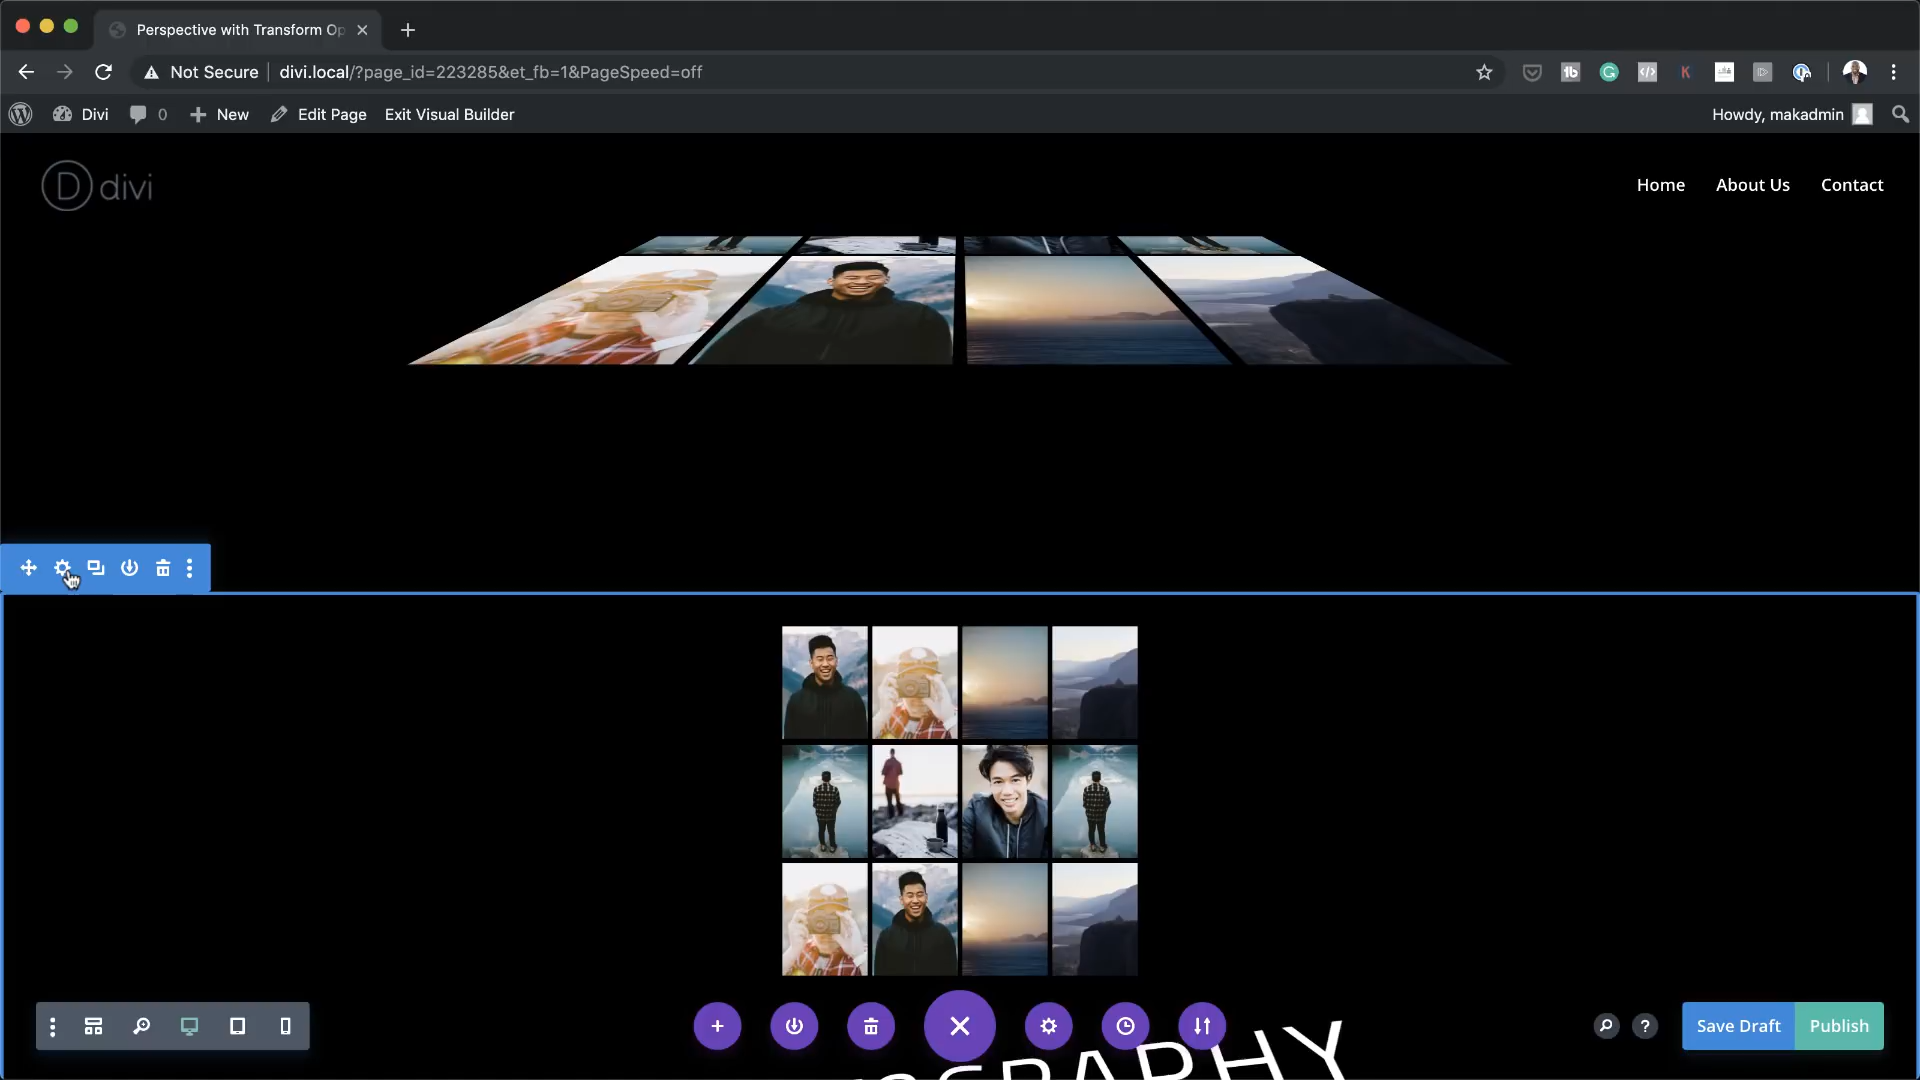 Perspective with Transform Op
Not Secure divi.local/?page_id=223285&et_fb=1&PageSpeed=off
Divi 0 New Edit Page Exit Visual Builder Howdy, makadmin
D divi Home About Us Contact
Save Draft Publish